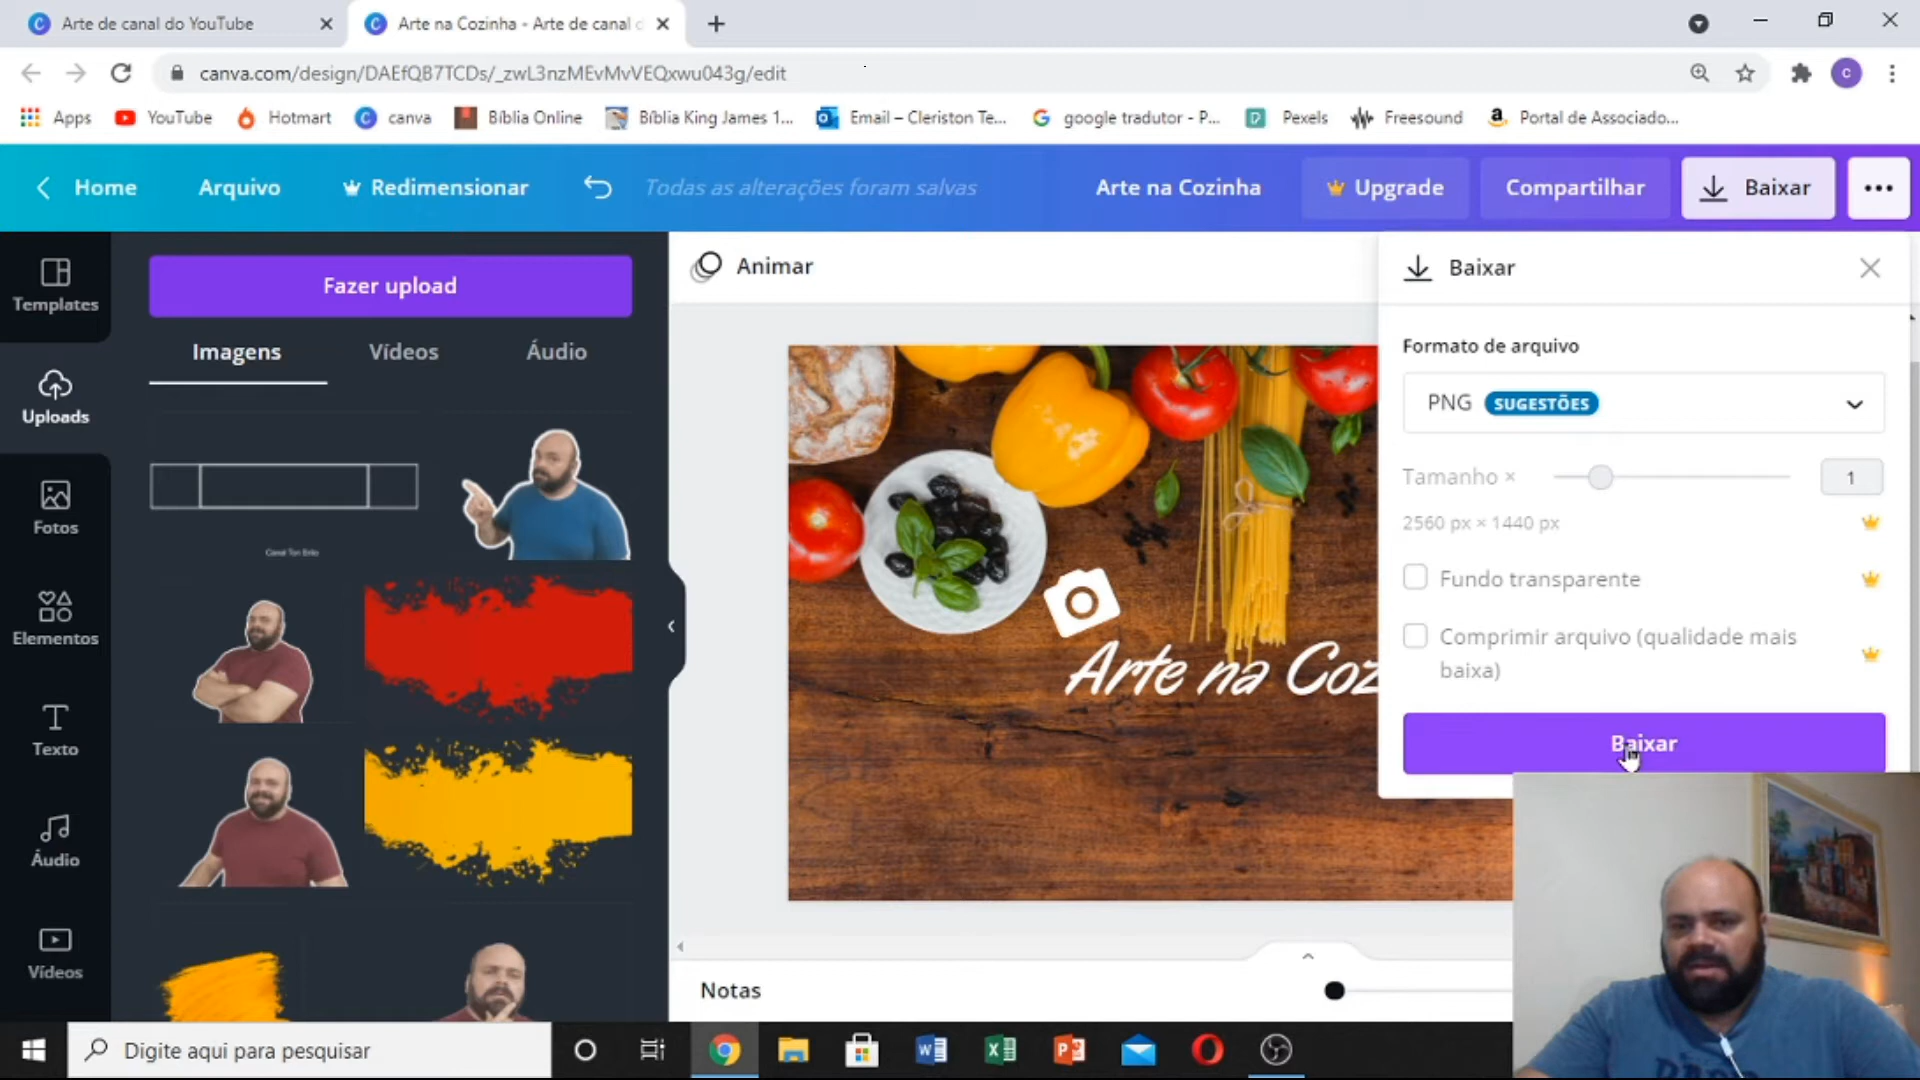 Arte de canal do YouTube
Arte na Cozinha - Arte de canal d
canva.com/design/DAEfQB7TCDs/_zwL3nzMEvMvVEQxwu043g/edit
C
Apps
YouTube
Hotmart
canva
Bíblia Online
Bíblia King James 1...
Email – Cleriston Te...
google tradutor - P...
Pexels
Freesound
Portal de Associado...
Home
Arquivo
Redimensionar
Todas as alterações foram salvas
Arte na Cozinha
Upgrade
Compartilhar
Baixar
Templates
Uploads
Fotos
Elementos
Texto
Áudio
Vídeos
Fazer upload
Imagens
Vídeos
Áudio
Animar
Arte na Coz
Baixar
Formato de arquivo
PNG SUGESTÕES
Tamanho × 1
2560 px × 1440 px
Fundo transparente
Comprimir arquivo (qualidade mais
baixa)
Baixar
Notas
Digite aqui para pesquisar